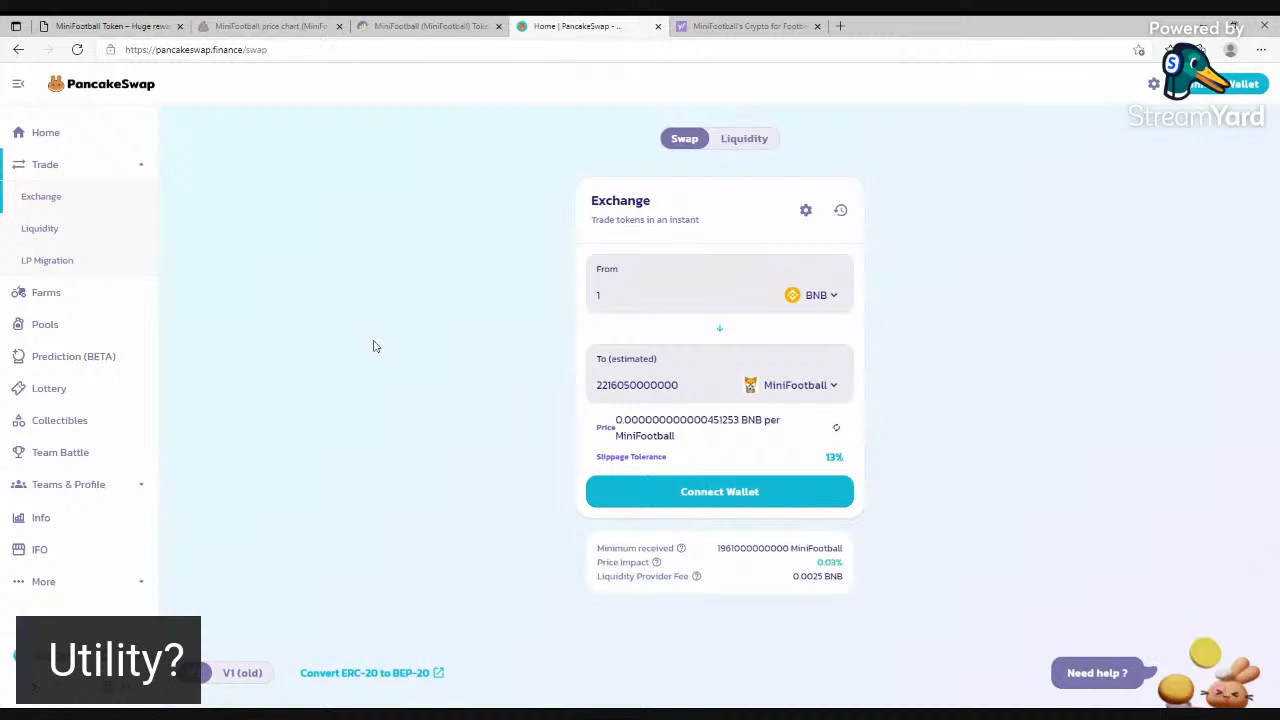 MiniFootball Token – Huge rewa
MiniFootball price chart (MiniFo
MiniFootball (MiniFootball) Toke
Home | PancakeSwap - ...
MiniFootball's Crypto for Footb
Powered by
https://pancakeswap.finance/swap
PancakeSwap
Wallet
StreamYard
Home
Swap
Liquidity
Trade
Exchange
Liquidity
LP Migration
Farms
Pools
Prediction (BETA)
Lottery
Collectibles
Team Battle
Teams & Profile
Info
IFO
More
Exchange
Trade tokens in an instant
From
1
BNB
To (estimated)
2216050000000
MiniFootball
Price
0.000000000000451253 BNB per
MiniFootball
Slippage Tolerance
13%
Connect Wallet
Minimum received
1961000000000 MiniFootball
Price Impact
0.03%
Liquidity Provider Fee
0.0025 BNB
Utility?
V1 (old)
Convert ERC-20 to BEP-20
Need help ?